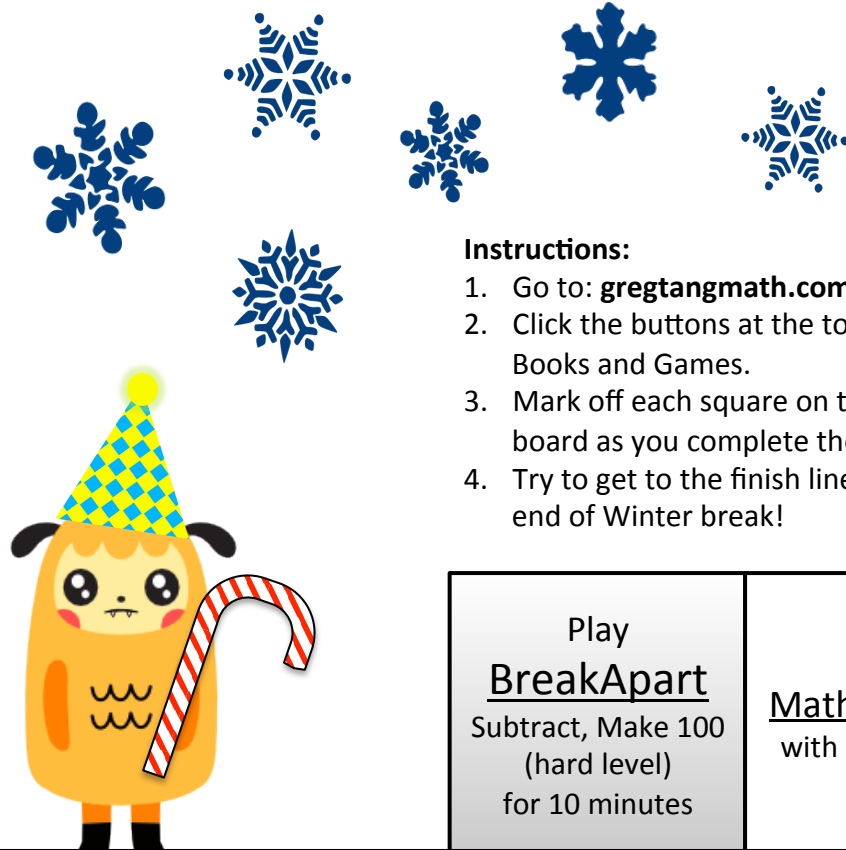 Instructions:
1. Go to: gregtangmath.com
2. Click the buttons at the to
Books and Games.
3. Mark off each square on t
board as you complete the
4. Try to get to the finish line
end of Winter break!
Play
BreakApart
Subtract, Make 100
(hard level)
for 10 minutes
Math
with